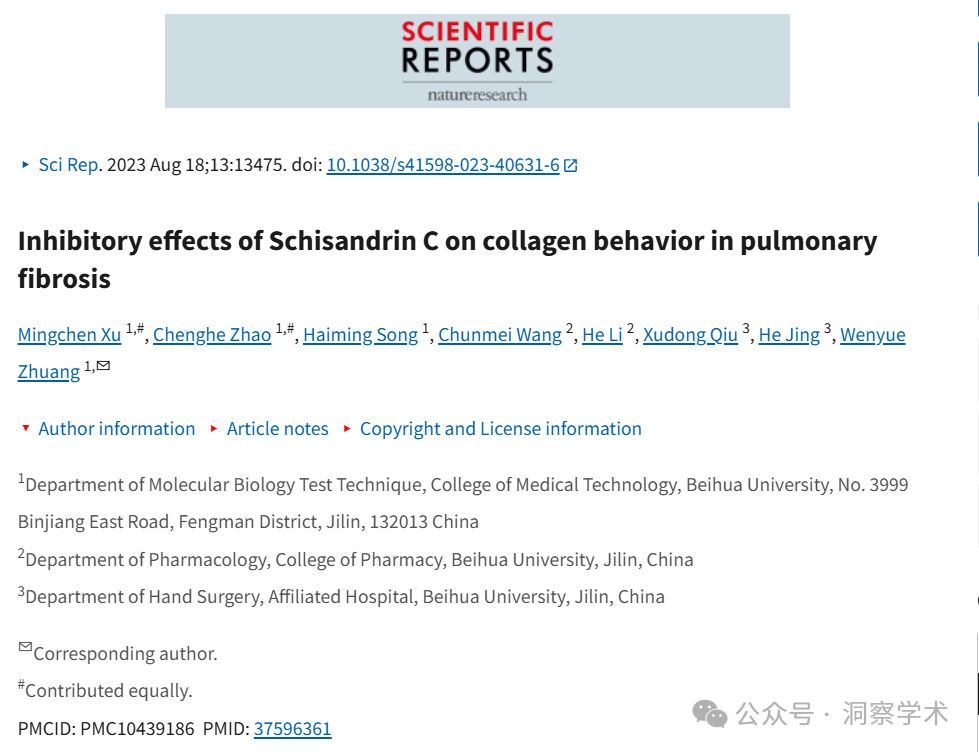 SCIENTIFIC
REPORTS
natureresearch
▸ Sci Rep. 2023 Aug 18;13:13475. doi: 10.1038/s41598-023-40631-6
Inhibitory effects of Schisandrin C on collagen behavior in pulmonary
fibrosis
Mingchen Xu 1,#, Chenghe Zhao 1,#, Haiming Song 1, Chunmei Wang 2, He Li 2, Xudong Qiu 3, He Jing 3, Wenyue
Zhuang 1,✉
▾ Author information ▸ Article notes ▸ Copyright and License information
1Department of Molecular Biology Test Technique, College of Medical Technology, Beihua University, No. 3999
Binjiang East Road, Fengman District, Jilin, 132013 China
2Department of Pharmacology, College of Pharmacy, Beihua University, Jilin, China
3Department of Hand Surgery, Affiliated Hospital, Beihua University, Jilin, China
✉Corresponding author.
#Contributed equally.
PMCID: PMC10439186 PMID: 37596361
公众号 · 洞察学术